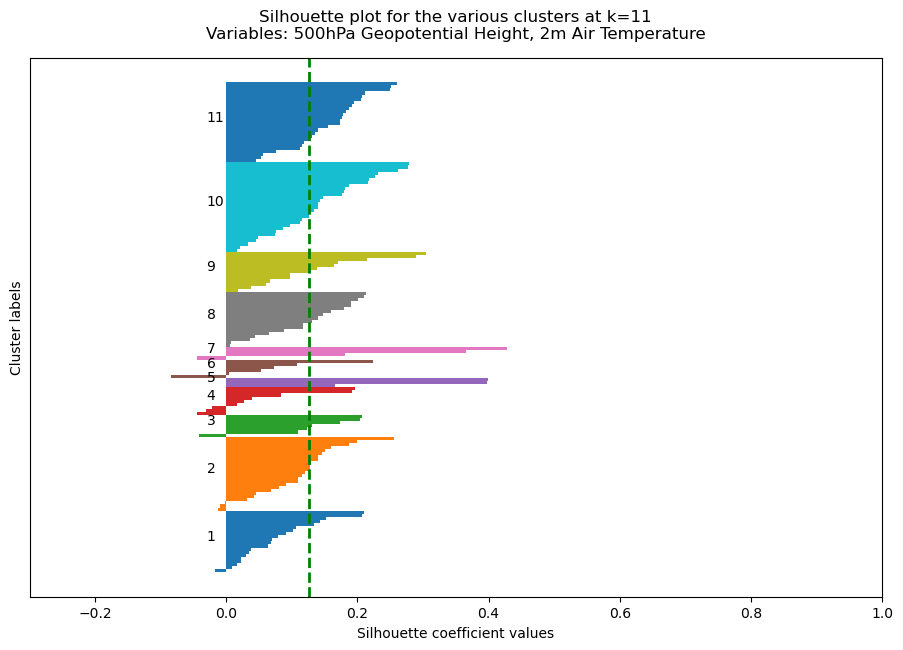 Silhouette plot for the various clusters at k=11
Variables: 500hPa Geopotential Height, 2m Air Temperature
Cluster labels
11
10
9
8
7
6
5
4
3
2
1
−0.2 0.0 0.2 0.4 0.6 0.8 1.0
Silhouette coefficient values